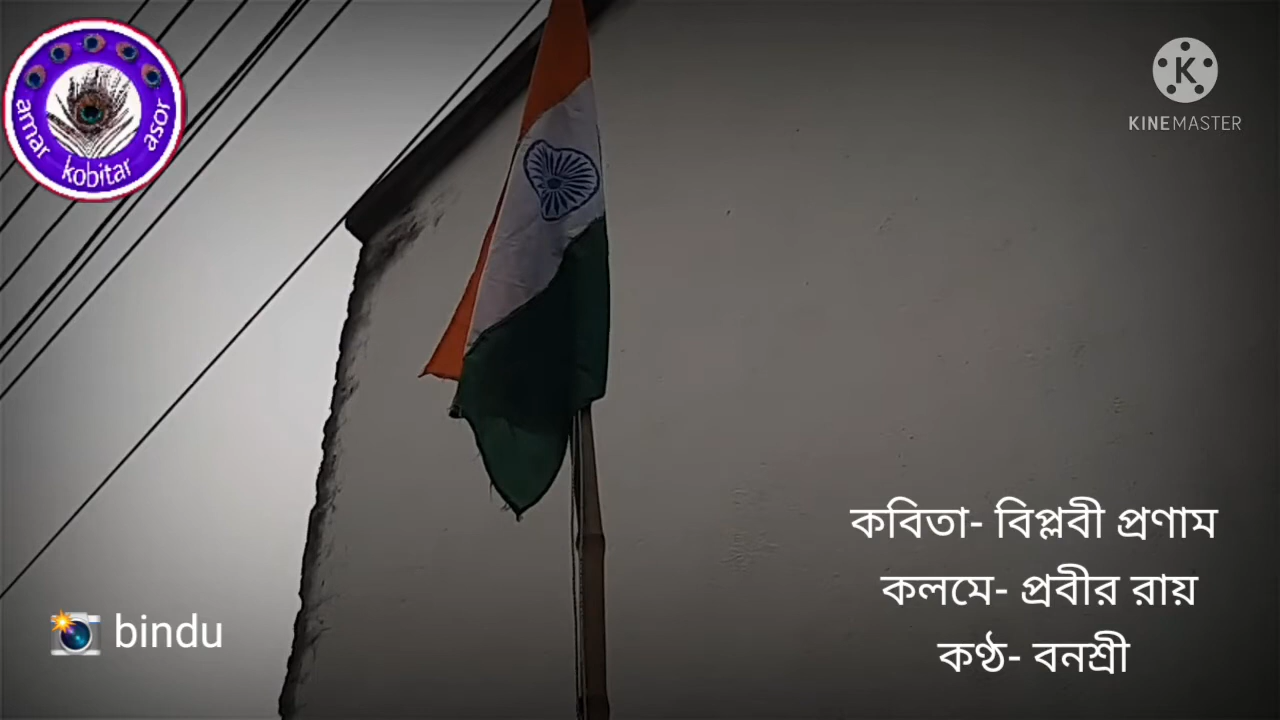 amar kobitar asor
KINEMASTER
কবিতা- বিপ্লবী প্রণাম
কলমে- প্রবীর রায়
কণ্ঠ- বনশ্রী
bindu